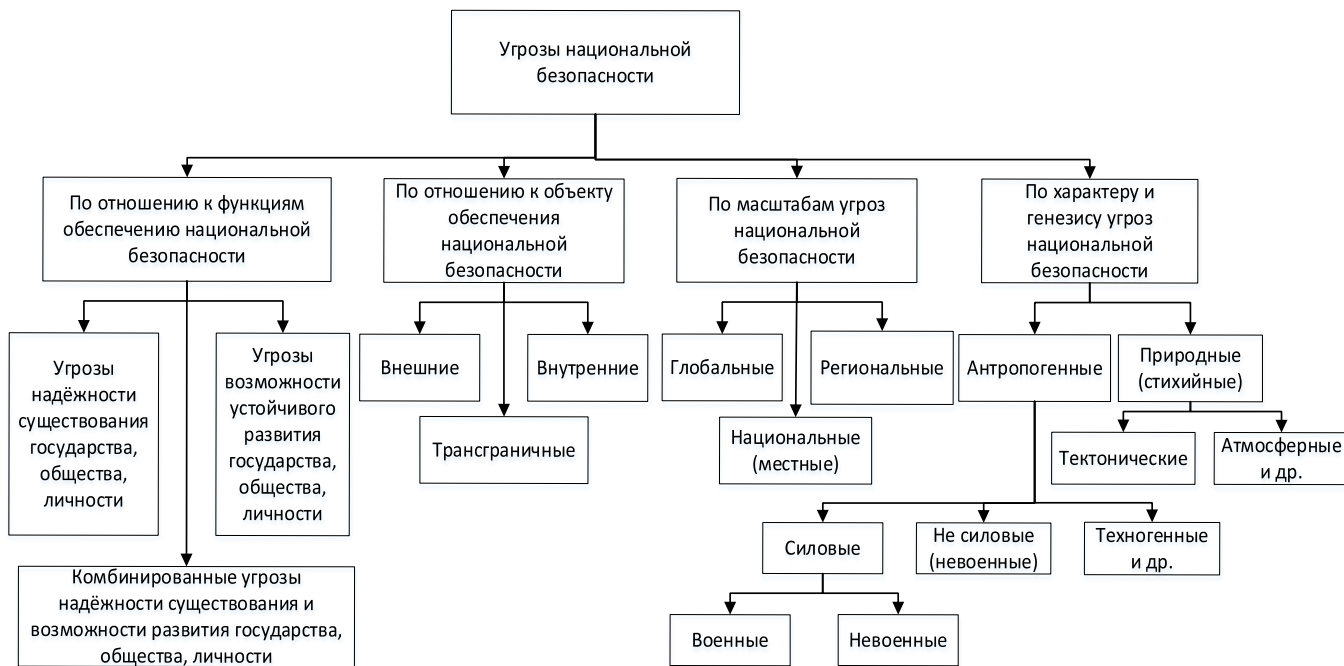 Угрозы национальной
безопасности
По отношению к функциям
обеспечению национальной
безопасности
По отношению к объекту
обеспечения
национальной
безопасности
По масштабам угроз
национальной
безопасности
По характеру и
генезису угроз
национальной
безопасности
Угрозы
надёжности
существования
государства,
общества,
личности
Угрозы
возможности
устойчивого
развития
государства,
общества,
личности
Комбинированные угрозы
надёжности существования и
возможности развития государства,
общества, личности
Внешние
Внутренние
Трансграничные
Глобальные
Региональные
Национальные
(местные)
Антропогенные
Природные
(стихийные)
Тектонические
Атмосферные
и др.
Силовые
Не силовые
(невоенные)
Техногенные
и др.
Военные
Невоенные